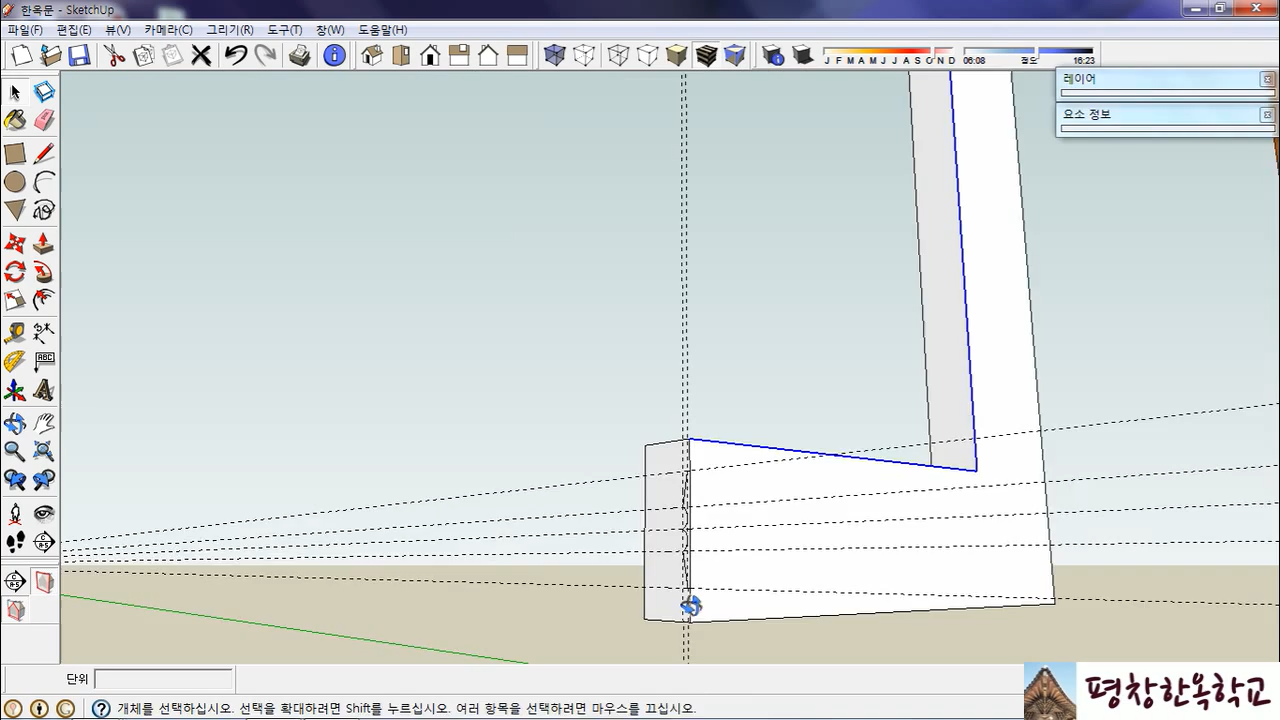 한옥문 - SketchUp
파일(F) 편집(E) 뷰(V) 카메라(C) 그리기(R) 도구(T) 창(W) 도움말(H)
J F M A M J J A S O N D 06:08 정오 16:23
레이어
요소 정보
ABC
단위
개체를 선택하십시오. 선택을 확대하려면 Shift를 누르십시오. 여러 항목을 선택하려면 마우스를 끄십시오.
평창한옥학교